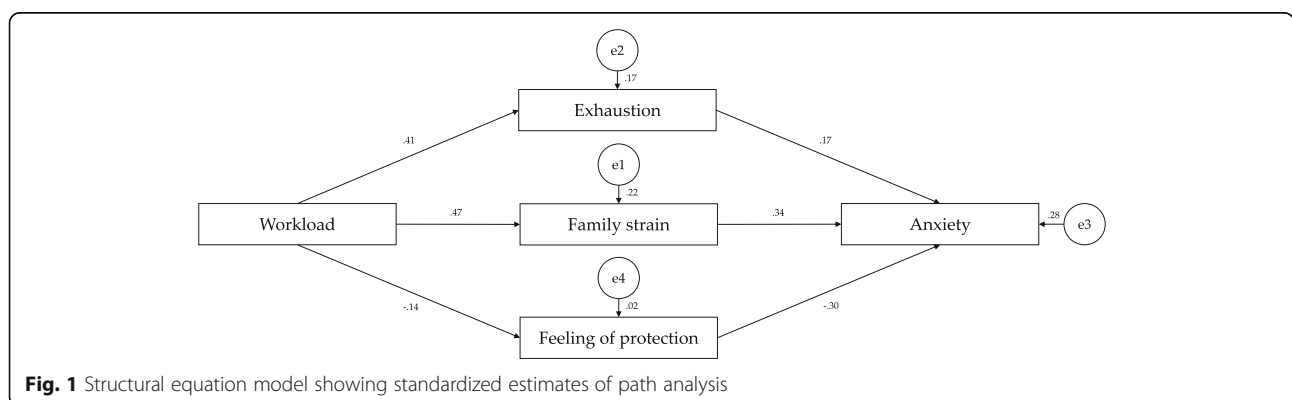 e2
.17
Exhaustion
.41
.17
e1
.22
Workload
.47
Family strain
.34
Anxiety
.28
e3
e4
.02
-.14
-.30
Feeling of protection
Fig. 1 Structural equation model showing standardized estimates of path analysis